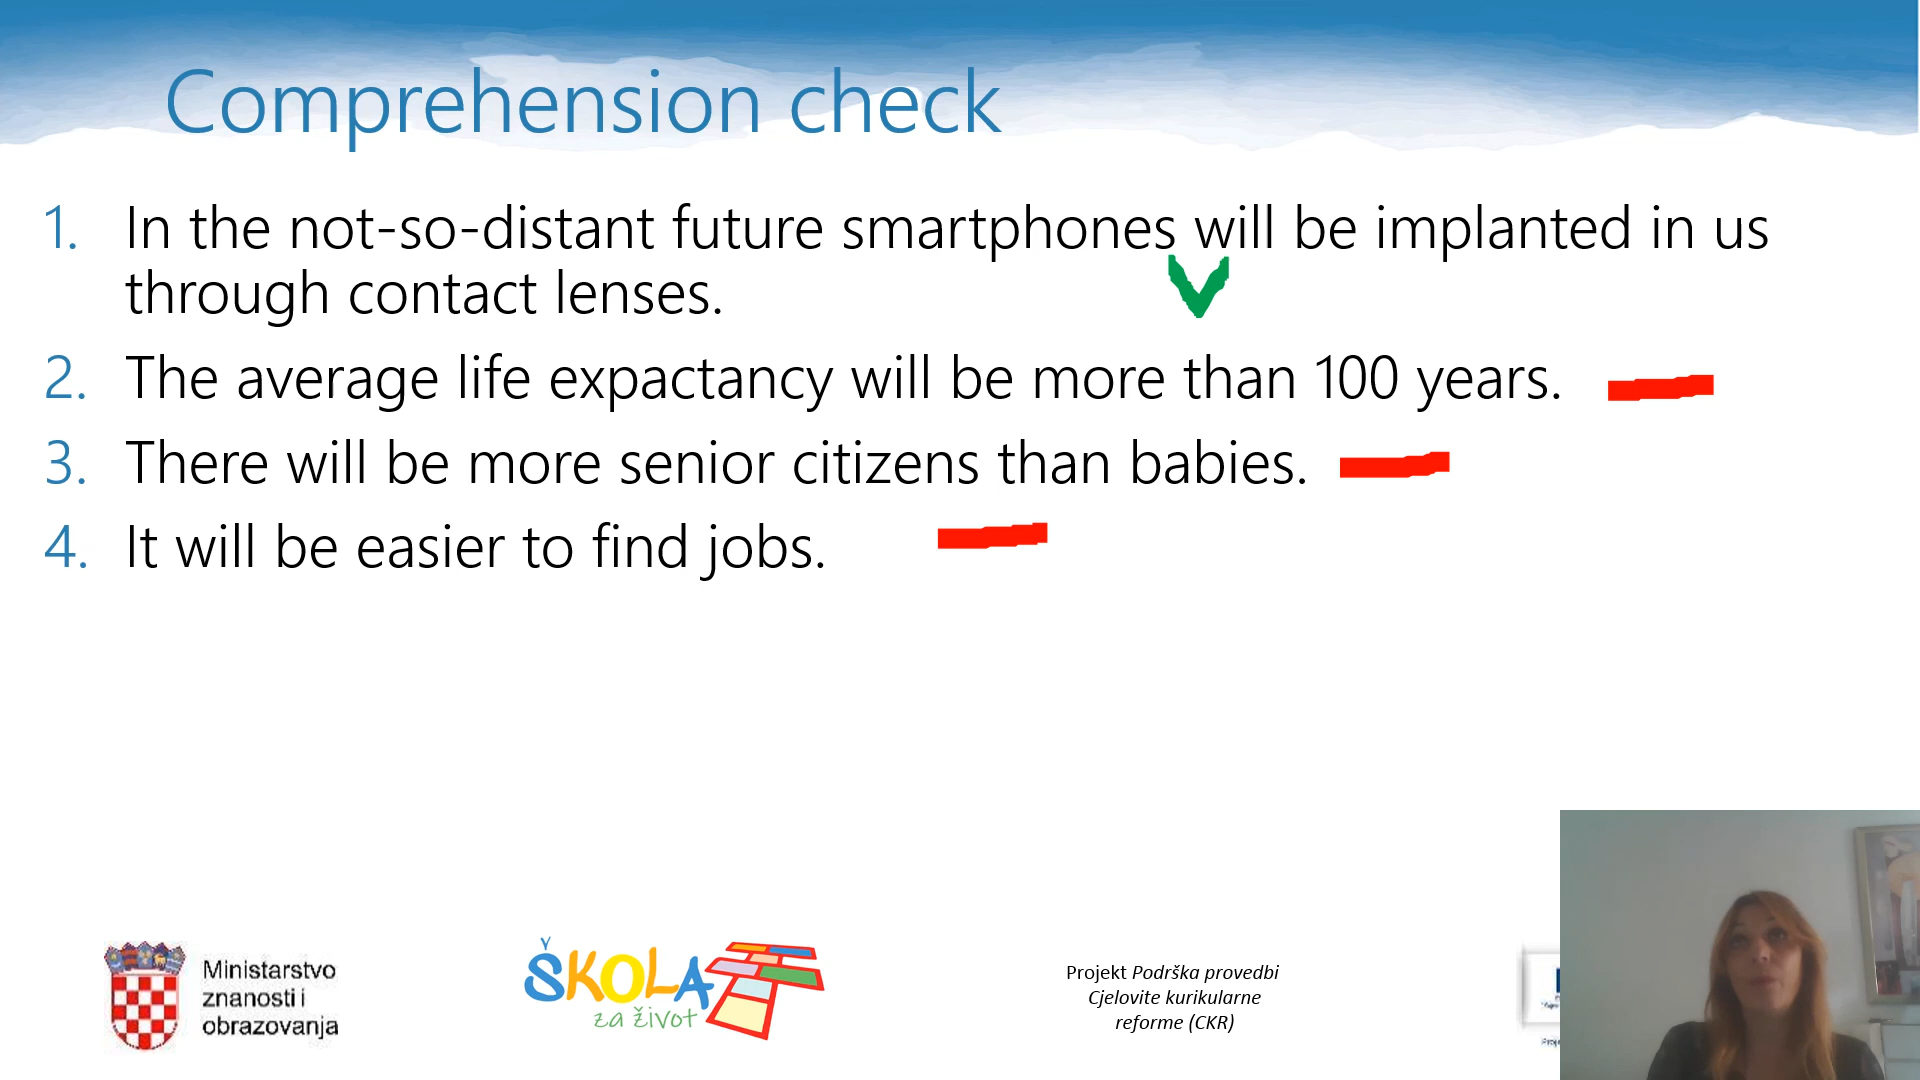 Comprehension check
1. In the not-so-distant future smartphones will be implanted in us
through contact lenses.
2. The average life expactancy will be more than 100 years.
3. There will be more senior citizens than babies.
4. It will be easier to find jobs.
Ministarstvo
znanosti i
obrazovanja
ŠKOLA
za život
Projekt Podrška provedbi
Cjelovite kurikularne
reforme (CKR)